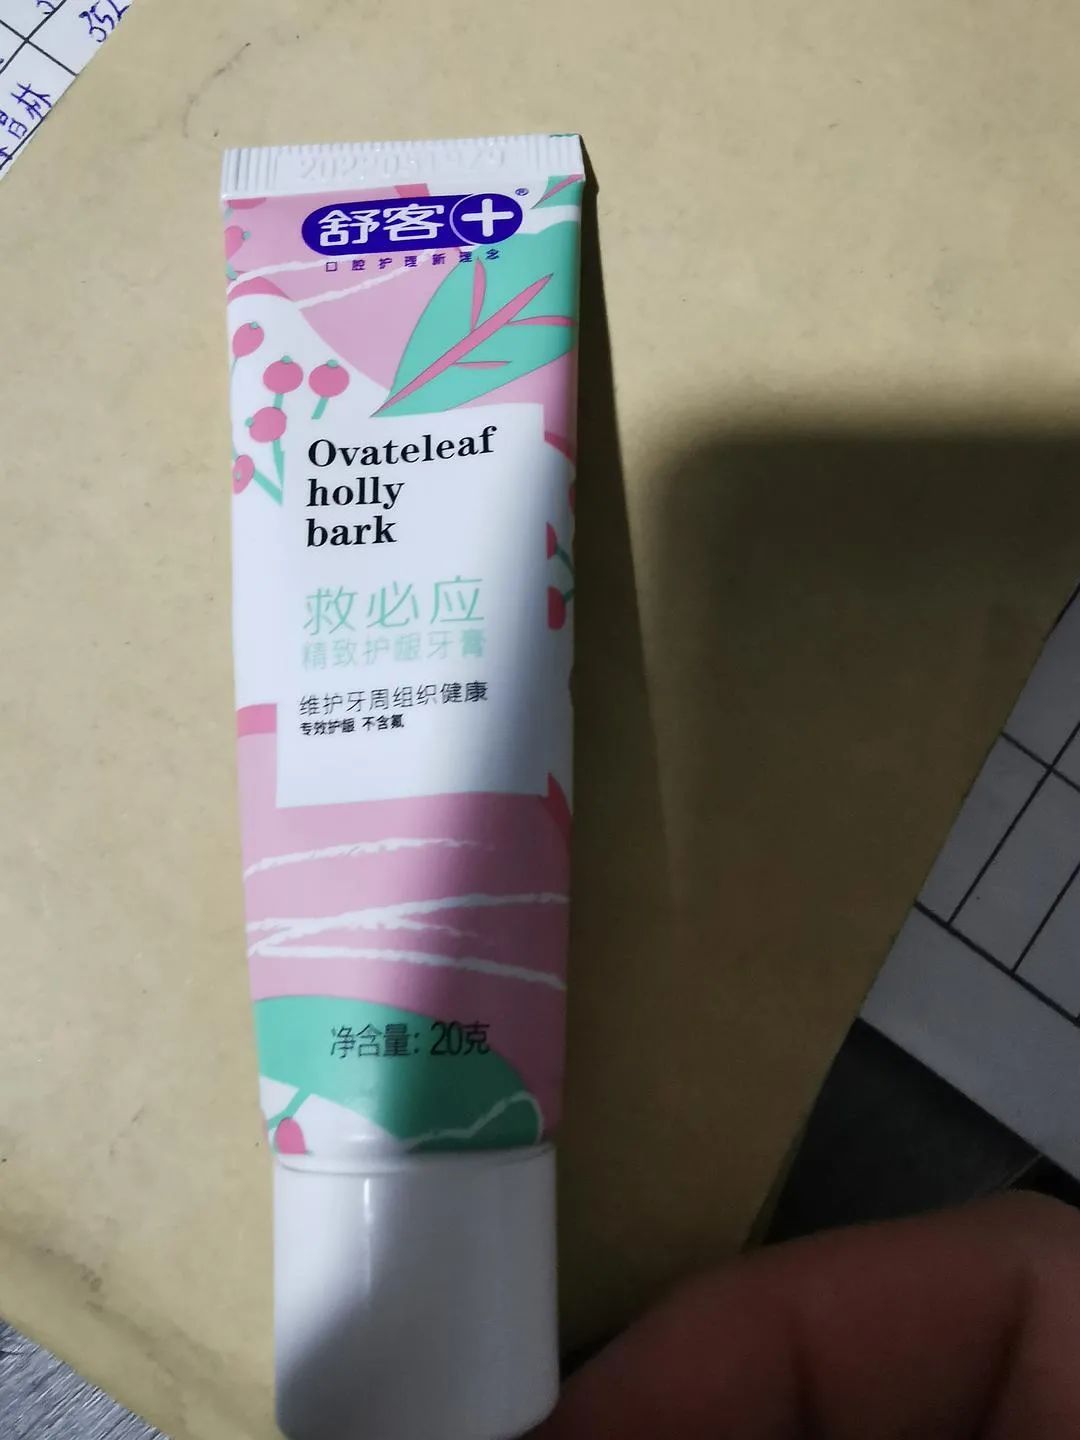 舒客+®
口腔护理新理念
Ovateleaf
holly
bark
救必应
精致护龈牙膏
维护牙周组织健康
专效护龈 不含氟
净含量：20克